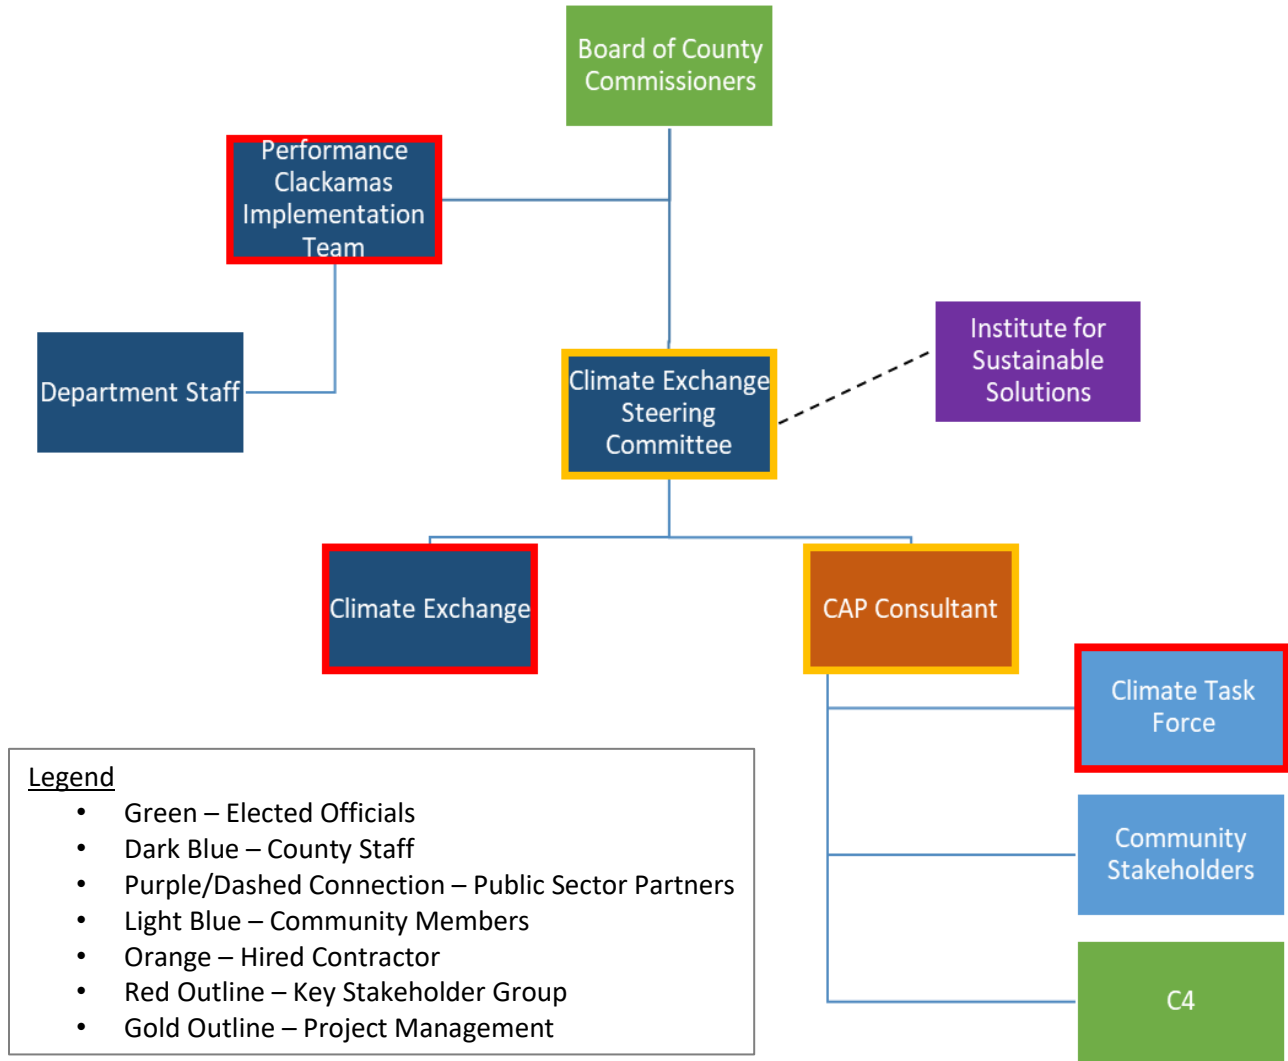 Board of County
Commissioners
Performance
Clackamas
Implementation
Team
Institute for
Sustainable
Solutions
Department Staff
Climate Exchange
Steering
Committee
Climate Exchange
CAP Consultant
Climate Task
Force
Community
Stakeholders
C4
Legend
• Green – Elected Officials
• Dark Blue – County Staff
• Purple/Dashed Connection – Public Sector Partners
• Light Blue – Community Members
• Orange – Hired Contractor
• Red Outline – Key Stakeholder Group
• Gold Outline – Project Management